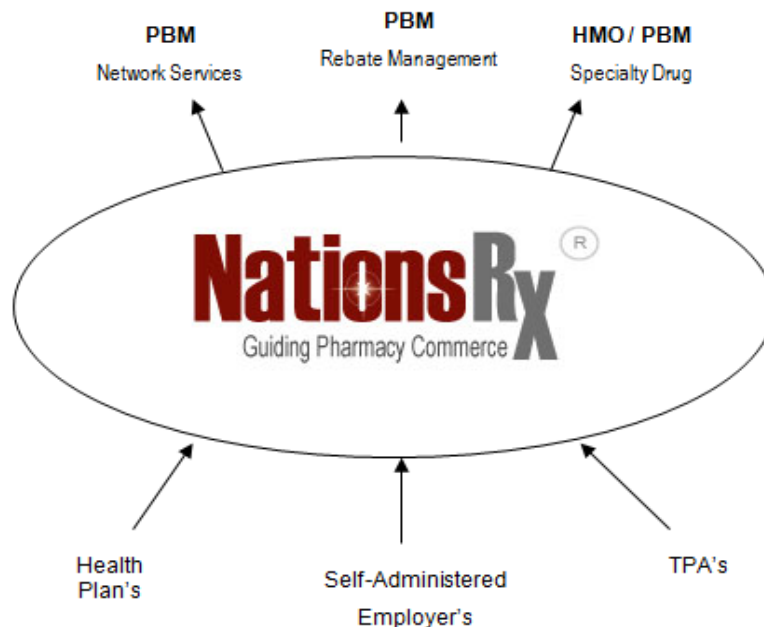 PBM
Network Services
PBM
Rebate Management
HMO / PBM
Specialty Drug
NationsRx ®
Guiding Pharmacy Commerce
Health
Plan's
Self-Administered
Employer's
TPA's